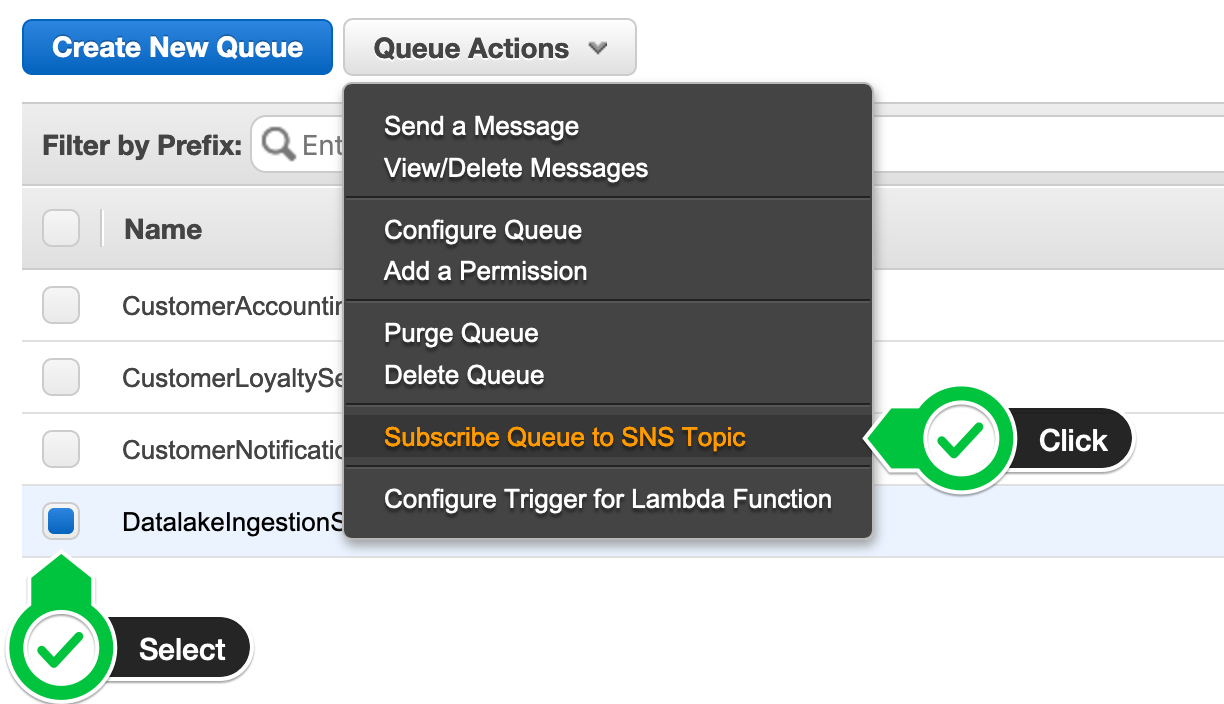 Create New Queue
Queue Actions
Filter by Prefix:
Ent
Send a Message
View/Delete Messages
Name
Configure Queue
Add a Permission
CustomerAccountin
Purge Queue
CustomerLoyaltySe
Delete Queue
CustomerNotificatio
Subscribe Queue to SNS Topic
Click
Configure Trigger for Lambda Function
DatalakeIngestionS
Select